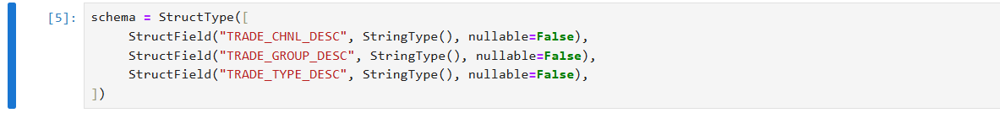 [5]: schema = StructType([
     StructField("TRADE_CHNL_DESC", StringType(), nullable=False),
     StructField("TRADE_GROUP_DESC", StringType(), nullable=False),
     StructField("TRADE_TYPE_DESC", StringType(), nullable=False),
])